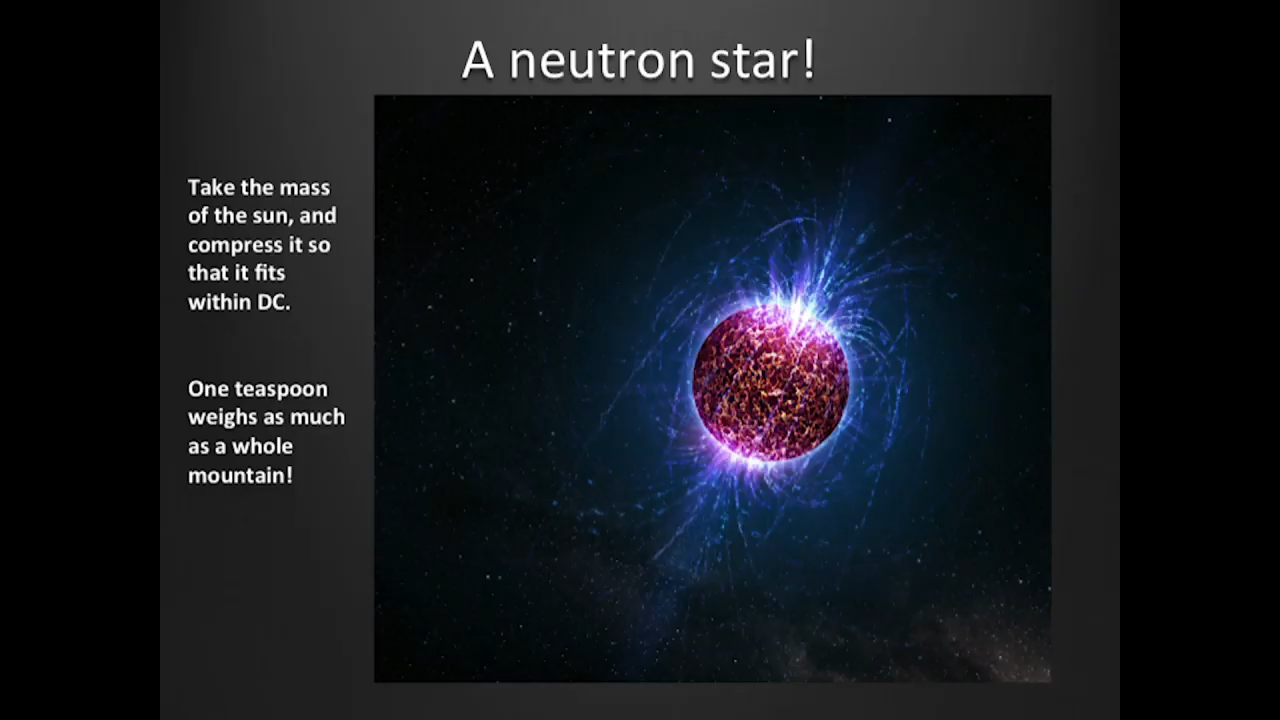 A neutron star!
Take the mass
of the sun, and
compress it so
that it fits
within DC.
One teaspoon
weighs as much
as a whole
mountain!